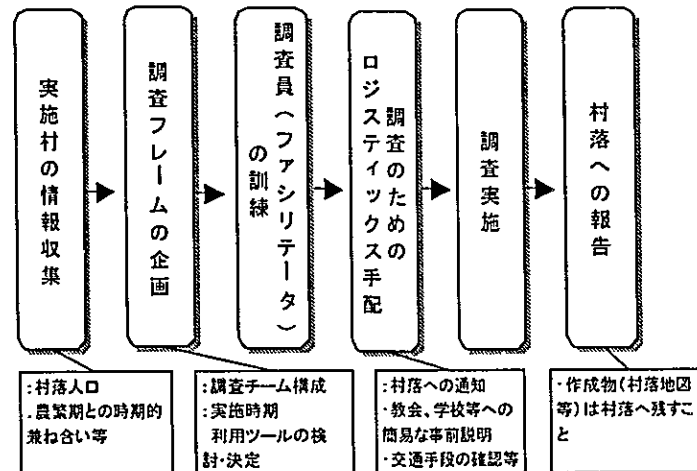 実施村の情報収集
調査フレームの企画
調査員(ファシリテータ)
の訓練
調査のための
ロジスティックス手配
調査実施
村落への報告
:村落人口
.農繁期との時期的
兼ね合い等
:調査チーム構成
:実施時期
利用ツールの検
討・決定
:村落への通知
・教会、学校等への
簡易な事前説明
・交通手段の確認等
・作成物(村落地図
等)は村落へ残すこ
と